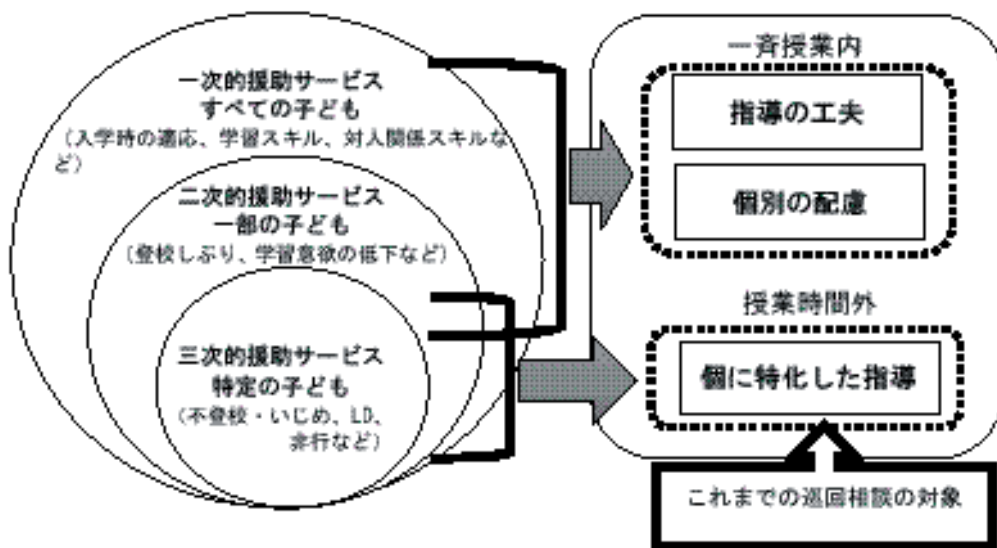 一次的援助サービス
すべての子ども
（入学時の適応、学習スキル、対人関係スキルな
ど）
二次的援助サービス
一部の子ども
（登校しぶり、学習意欲の低下など）
三次的援助サービス
特定の子ども
（不登校・いじめ、LD、
非行など）
一斉授業内
指導の工夫
個別の配慮
授業時間外
個に特化した指導
これまでの巡回相談の対象